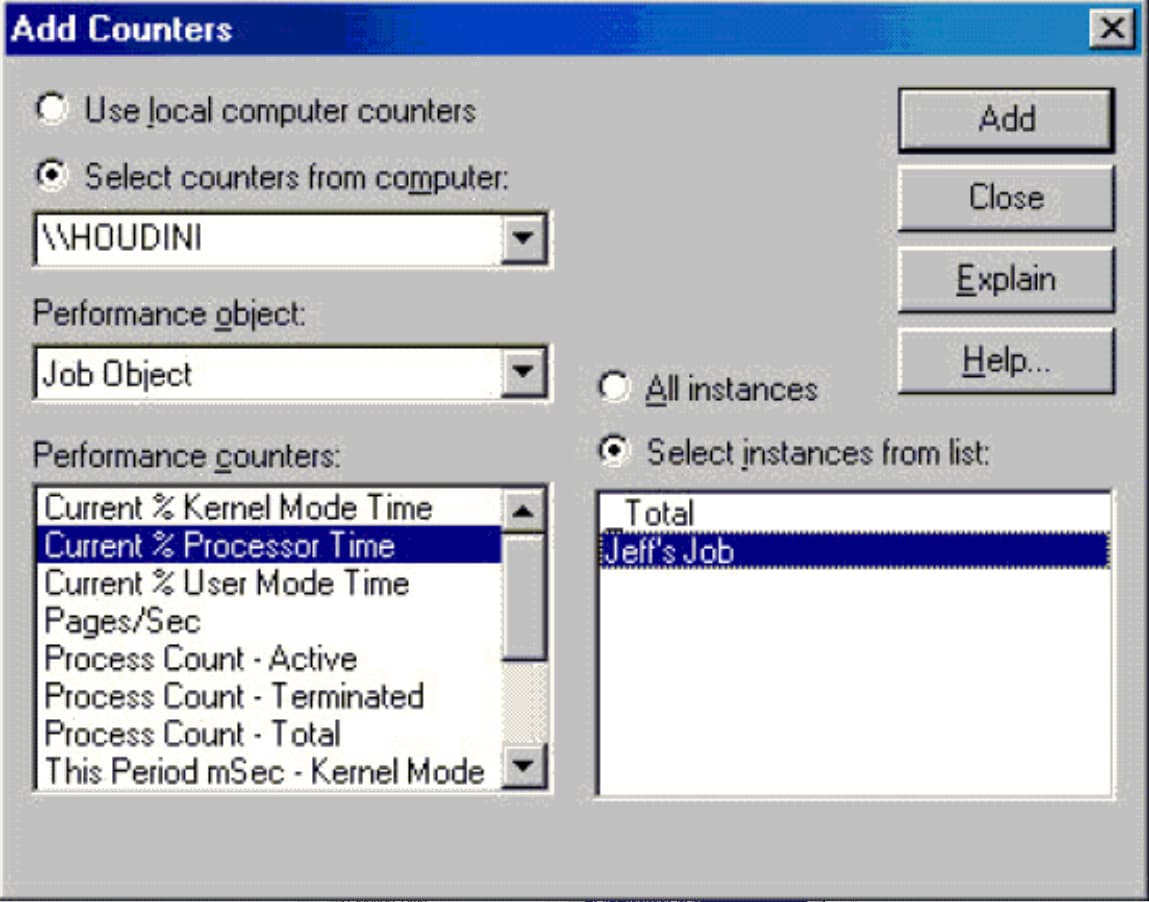 Add Counters
Use local computer counters
Select counters from computer:
\\HOUDINI
Performance object:
Job Object
Performance counters:
Current % Kernel Mode Time
Current % Processor Time
Current % User Mode Time
Pages/Sec
Process Count - Active
Process Count - Terminated
Process Count - Total
This Period mSec - Kernel Mode
All instances
Select instances from list:
_Total
Jeff's Job
Add
Close
Explain
Help...